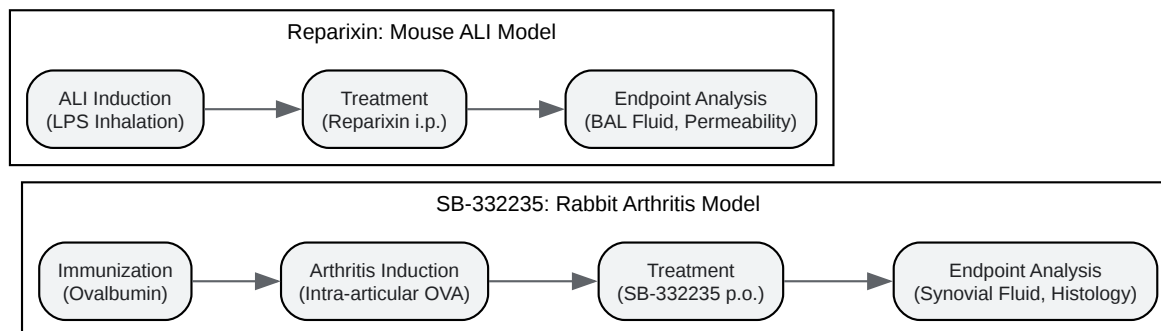 Reparixin: Mouse ALI Model
ALI Induction
(LPS Inhalation)
Treatment
(Reparixin i.p.)
Endpoint Analysis
(BAL Fluid, Permeability)
SB-332235: Rabbit Arthritis Model
Immunization
(Ovalbumin)
Arthritis Induction
(Intra-articular OVA)
Treatment
(SB-332235 p.o.)
Endpoint Analysis
(Synovial Fluid, Histology)